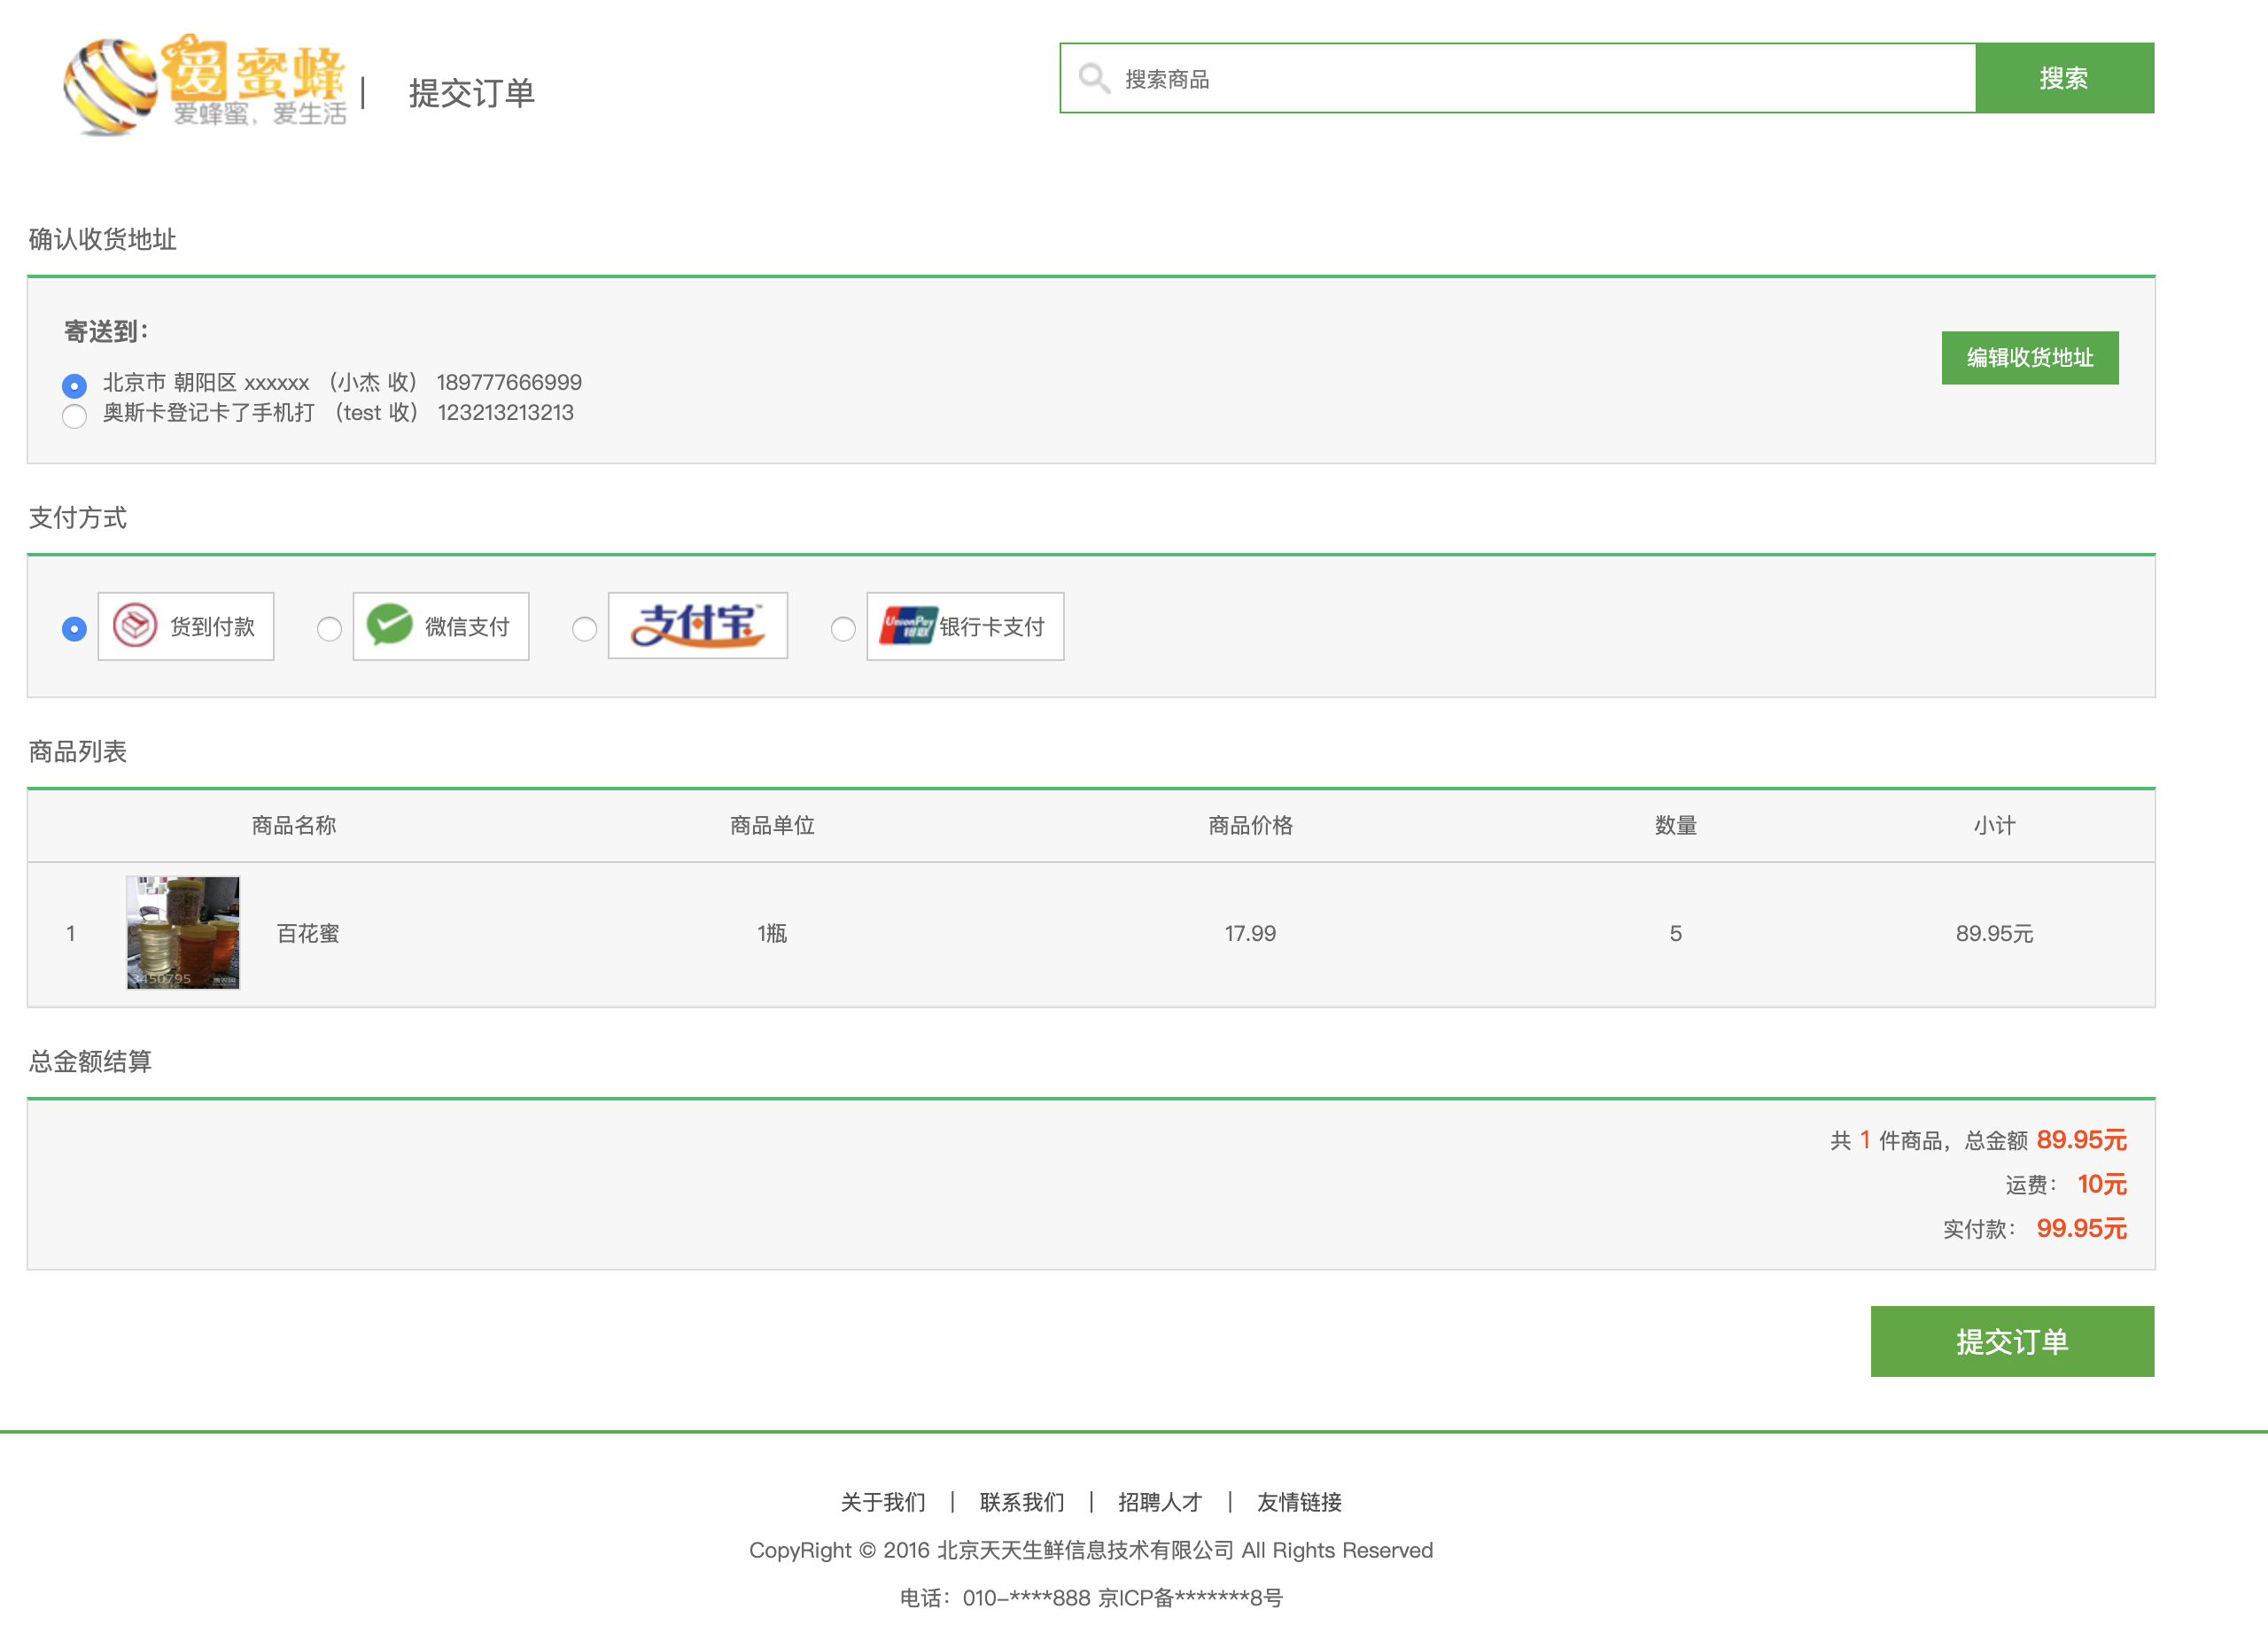 爱蜜蜂
爱蜂蜜，爱生活
提交订单
搜索商品
搜索
确认收货地址
寄送到：
编辑收货地址
北京市 朝阳区 xxxxxx （小杰 收） 189777666999
奥斯卡登记卡了手机打 （test 收） 123213213213
支付方式
货到付款
微信支付
支付宝™
UnionPay
银联
银行卡支付
商品列表
商品名称 商品单位 商品价格 数量 小计
1 百花蜜 1瓶 17.99 5 89.95元
3450795
总金额结算
共 1 件商品，总金额 89.95元
运费： 10元
实付款： 99.95元
提交订单
关于我们 | 联系我们 | 招聘人才 | 友情链接
CopyRight © 2016 北京天天生鲜信息技术有限公司 All Rights Reserved
电话：010-****888 京ICP备*******8号